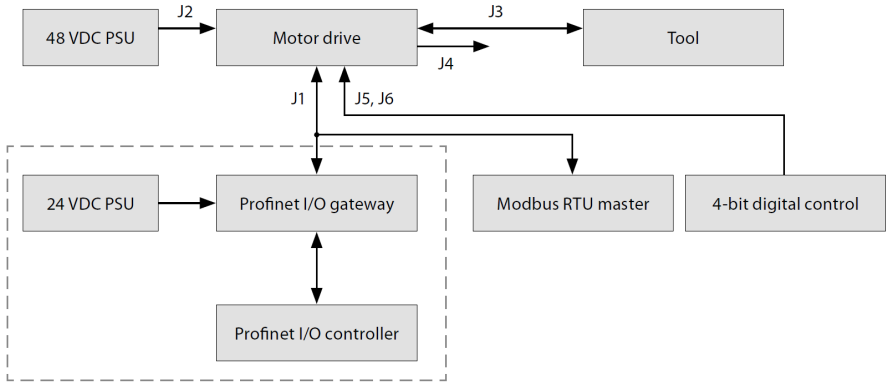 J2
J3
48 VDC PSU
Motor drive
Tool
J4
J1
J5, J6
24 VDC PSU
Profinet I/O gateway
Modbus RTU master
4-bit digital control
Profinet I/O controller